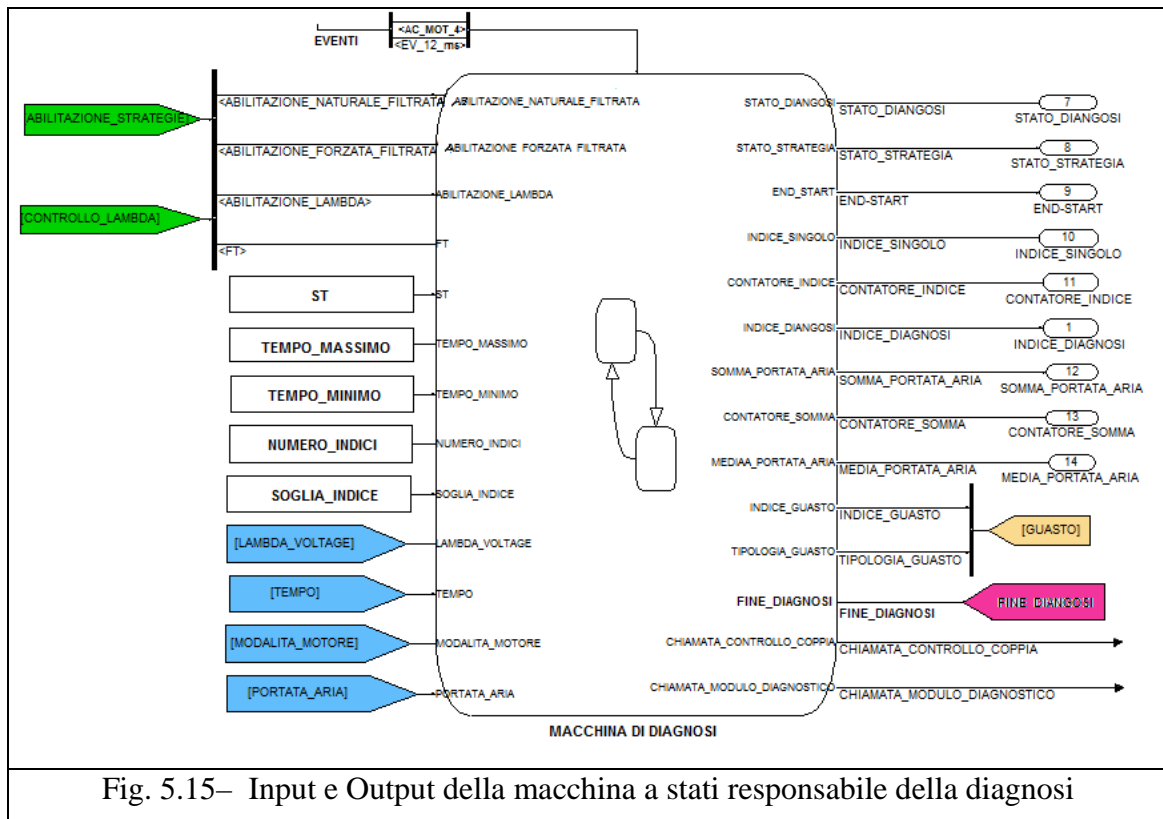 EVENTI
<AC_MOT_4>
<EV_12_ms>
[ABILITAZIONE_STRATEGIE]
[CONTROLLO_LAMBDA]
<ABILITAZIONE_NATURALE_FILTRATA
<ABILITAZIONE_FORZATA_FILTRATA
<ABILITAZIONE_LAMBDA>
<FT>
ST
TEMPO_MASSIMO
TEMPO_MINIMO
NUMERO_INDICI
SOGLIA_INDICE
[LAMBDA_VOLTAGE]
[TEMPO]
[MODALITA_MOTORE]
[PORTATA_ARIA]
ABILITAZIONE_NATURALE_FILTRATA
ABILITAZIONE FORZATA FILTRATA
ABILITAZIONE_LAMBDA
FT
ST
TEMPO_MASSIMO
TEMPO_MINIMO
NUMERO_INDICI
SOGLIA_INDICE
LAMBDA_VOLTAGE
TEMPO
MODALITA_MOTORE
PORTATA_ARIA
STATO_DIANGOSI
STATO_STRATEGIA
END_START
INDICE_SINGOLO
CONTATORE_INDICE
INDICE_DIANGOSI
SOMMA_PORTATA_ARIA
CONTATORE_SOMMA
MEDIAA_PORTATA_ARIA
INDICE_GUASTO
TIPOLOGIA_GUASTO
FINE_DIAGNOSI
CHIAMATA_CONTROLLO_COPPIA
CHIAMATA_MODULO_DIAGNOSTICO
STATO_DIANGOSI
STATO_STRATEGIA
END-START
INDICE_SINGOLO
CONTATORE_INDICE
INDICE_DIAGNOSI
SOMMA_PORTATA_ARIA
CONTATORE_SOMMA
MEDIA_PORTATA_ARIA
INDICE_GUASTO
TIPOLOGIA_GUASTO
FINE_DIAGNOSI
CHIAMATA_CONTROLLO_COPPIA
CHIAMATA_MODULO_DIAGNOSTICO
7
STATO_DIANGOSI
8
STATO_STRATEGIA
9
END-START
10
INDICE_SINGOLO
11
CONTATORE_INDICE
1
INDICE_DIAGNOSI
12
SOMMA_PORTATA_ARIA
13
CONTATORE_SOMMA
14
MEDIA_PORTATA_ARIA
[GUASTO]
FINE_DIANGOSI
MACCHINA DI DIAGNOSI
Fig. 5.15– Input e Output della macchina a stati responsabile della diagnosi